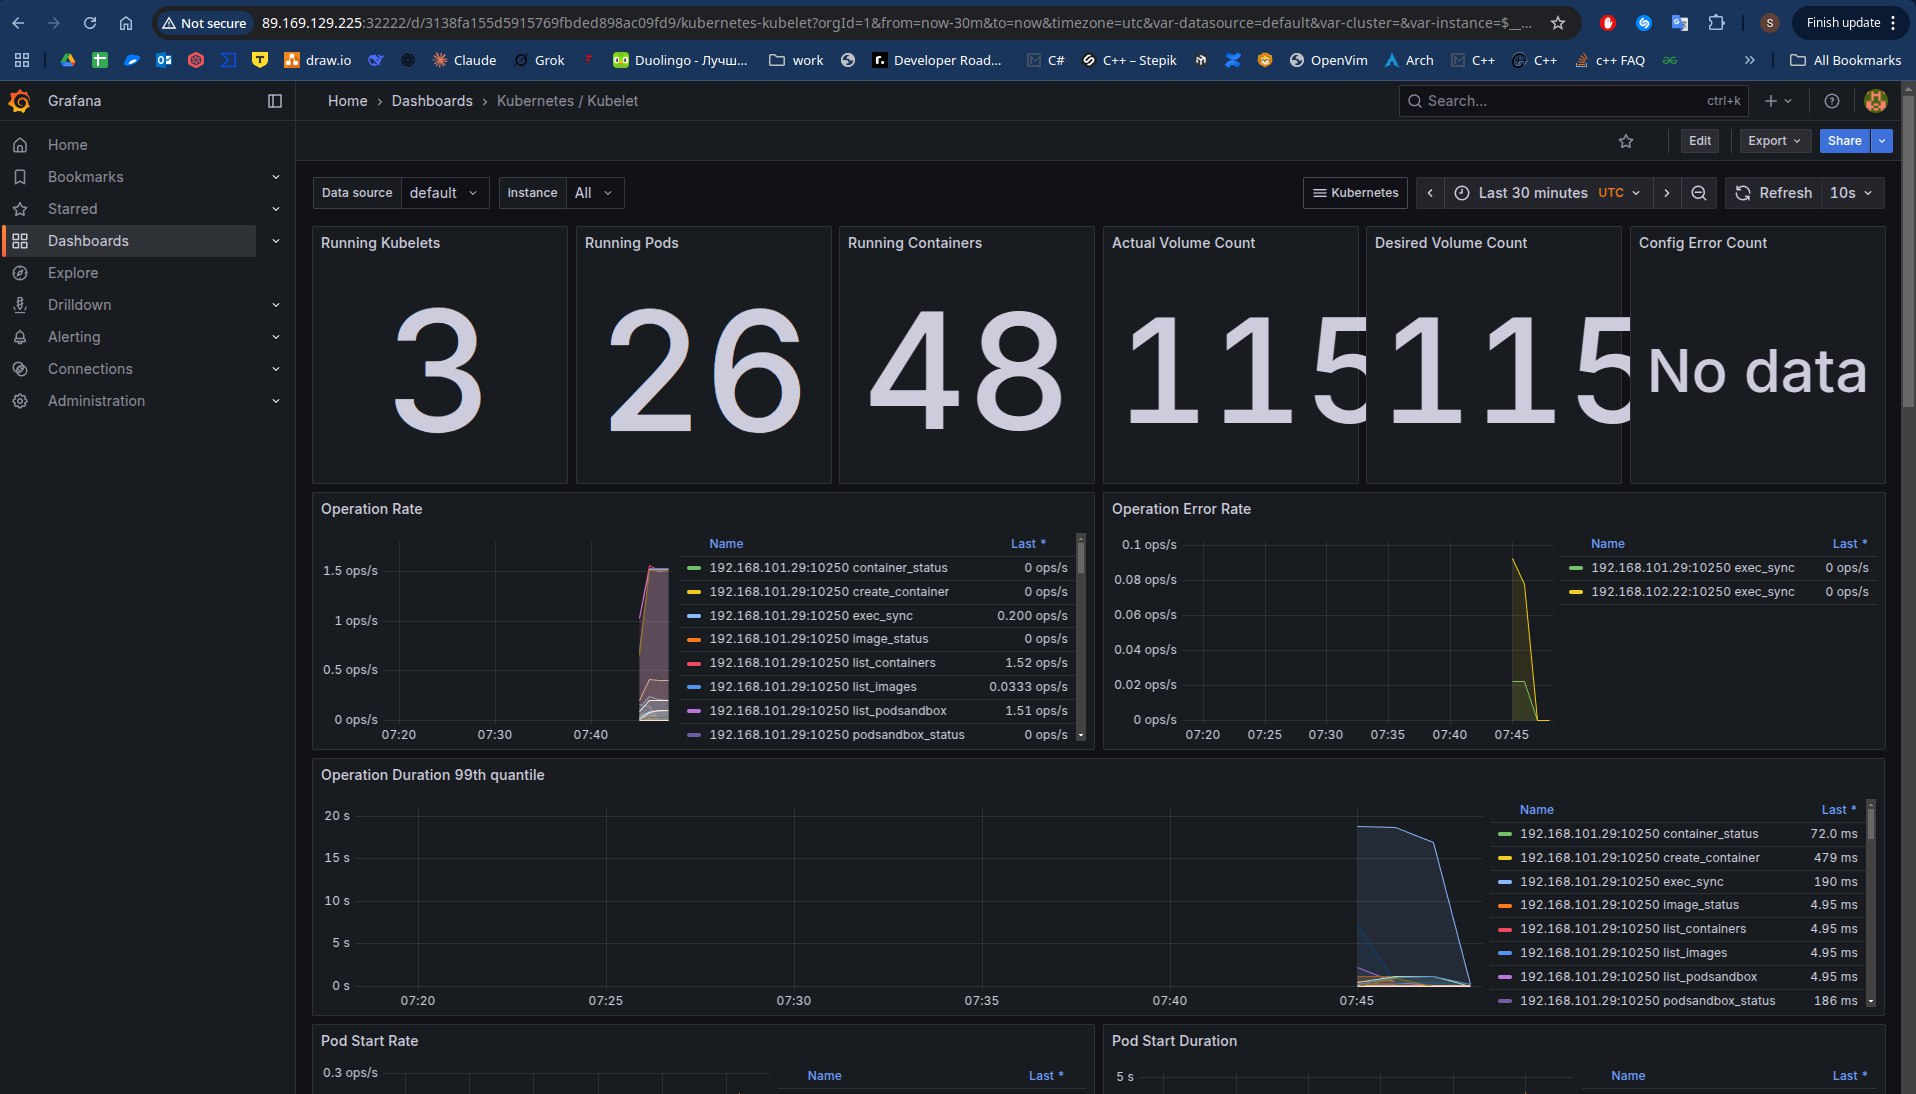 Not secure 89.169.129.225:32222/d/3138fa155d5915769fbded898ac09fd9/kubernetes-kubelet?orgId=1&from=now-30m&to=now&timezone=utc&var-datasource=default&var-cluster=&var-instance=$__... S Finish update
draw.io Claude Grok Duolingo - Лучш... work Developer Road... C# C++ – Stepik OpenVim Arch C++ C++ c++ FAQ » All Bookmarks
Grafana
Home › Dashboards › Kubernetes / Kubelet
Search... ctrl+k
Home
Bookmarks
Starred
Dashboards
Explore
Drilldown
Alerting
Connections
Administration
Edit Export Share
Data source default instance All
Kubernetes Last 30 minutes UTC Refresh 10s
Running Kubelets
3
Running Pods
26
Running Containers
48
Actual Volume Count
115
Desired Volume Count
115
Config Error Count
No data
Operation Rate
1.5 ops/s
1 ops/s
0.5 ops/s
0 ops/s
07:20 07:30 07:40
Name Last *
192.168.101.29:10250 container_status 0 ops/s
192.168.101.29:10250 create_container 0 ops/s
192.168.101.29:10250 exec_sync 0.200 ops/s
192.168.101.29:10250 image_status 0 ops/s
192.168.101.29:10250 list_containers 1.52 ops/s
192.168.101.29:10250 list_images 0.0333 ops/s
192.168.101.29:10250 list_podsandbox 1.51 ops/s
192.168.101.29:10250 podsandbox_status 0 ops/s
Operation Error Rate
0.1 ops/s
0.08 ops/s
0.06 ops/s
0.04 ops/s
0.02 ops/s
0 ops/s
07:20 07:25 07:30 07:35 07:40 07:45
Name Last *
192.168.101.29:10250 exec_sync 0 ops/s
192.168.102.22:10250 exec_sync 0 ops/s
Operation Duration 99th quantile
20 s
15 s
10 s
5 s
0 s
07:20 07:25 07:30 07:35 07:40 07:45
Name Last *
192.168.101.29:10250 container_status 72.0 ms
192.168.101.29:10250 create_container 479 ms
192.168.101.29:10250 exec_sync 190 ms
192.168.101.29:10250 image_status 4.95 ms
192.168.101.29:10250 list_containers 4.95 ms
192.168.101.29:10250 list_images 4.95 ms
192.168.101.29:10250 list_podsandbox 4.95 ms
192.168.101.29:10250 podsandbox_status 186 ms
Pod Start Rate
0.3 ops/s
Name Last *
Pod Start Duration
5 s
Name Last *